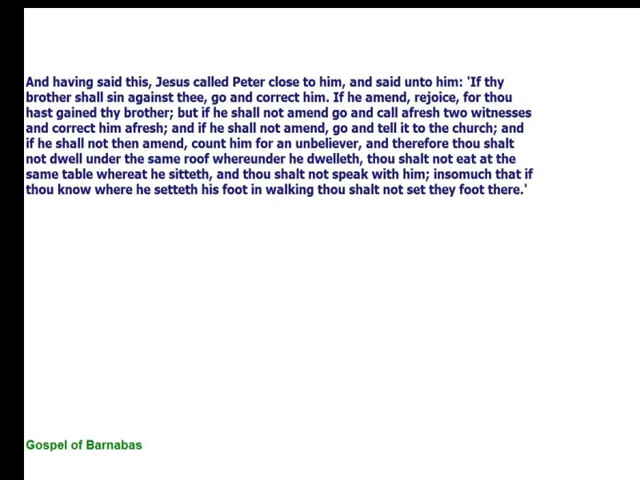 And having said this, Jesus called Peter close to him, and said unto him: 'If thy
brother shall sin against thee, go and correct him. If he amend, rejoice, for thou
hast gained thy brother; but if he shall not amend go and call afresh two witnesses
and correct him afresh; and if he shall not amend, go and tell it to the church; and
if he shall not then amend, count him for an unbeliever, and therefore thou shalt
not dwell under the same roof whereunder he dwelleth, thou shalt not eat at the
same table whereat he sitteth, and thou shalt not speak with him; insomuch that if
thou know where he setteth his foot in walking thou shalt not set they foot there.'
Gospel of Barnabas